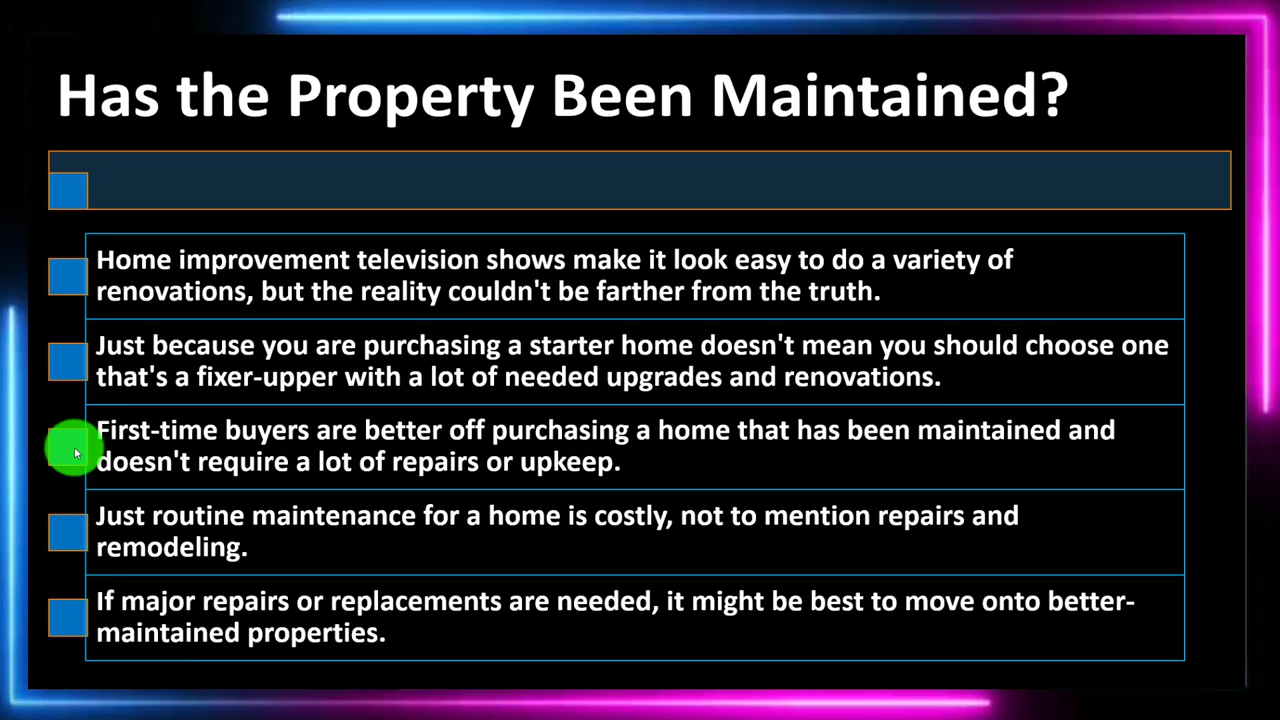 Has the Property Been Maintained?
Home improvement television shows make it look easy to do a variety of
renovations, but the reality couldn't be farther from the truth.
Just because you are purchasing a starter home doesn't mean you should choose one
that's a fixer-upper with a lot of needed upgrades and renovations.
First-time buyers are better off purchasing a home that has been maintained and
doesn't require a lot of repairs or upkeep.
Just routine maintenance for a home is costly, not to mention repairs and
remodeling.
If major repairs or replacements are needed, it might be best to move onto better-
maintained properties.